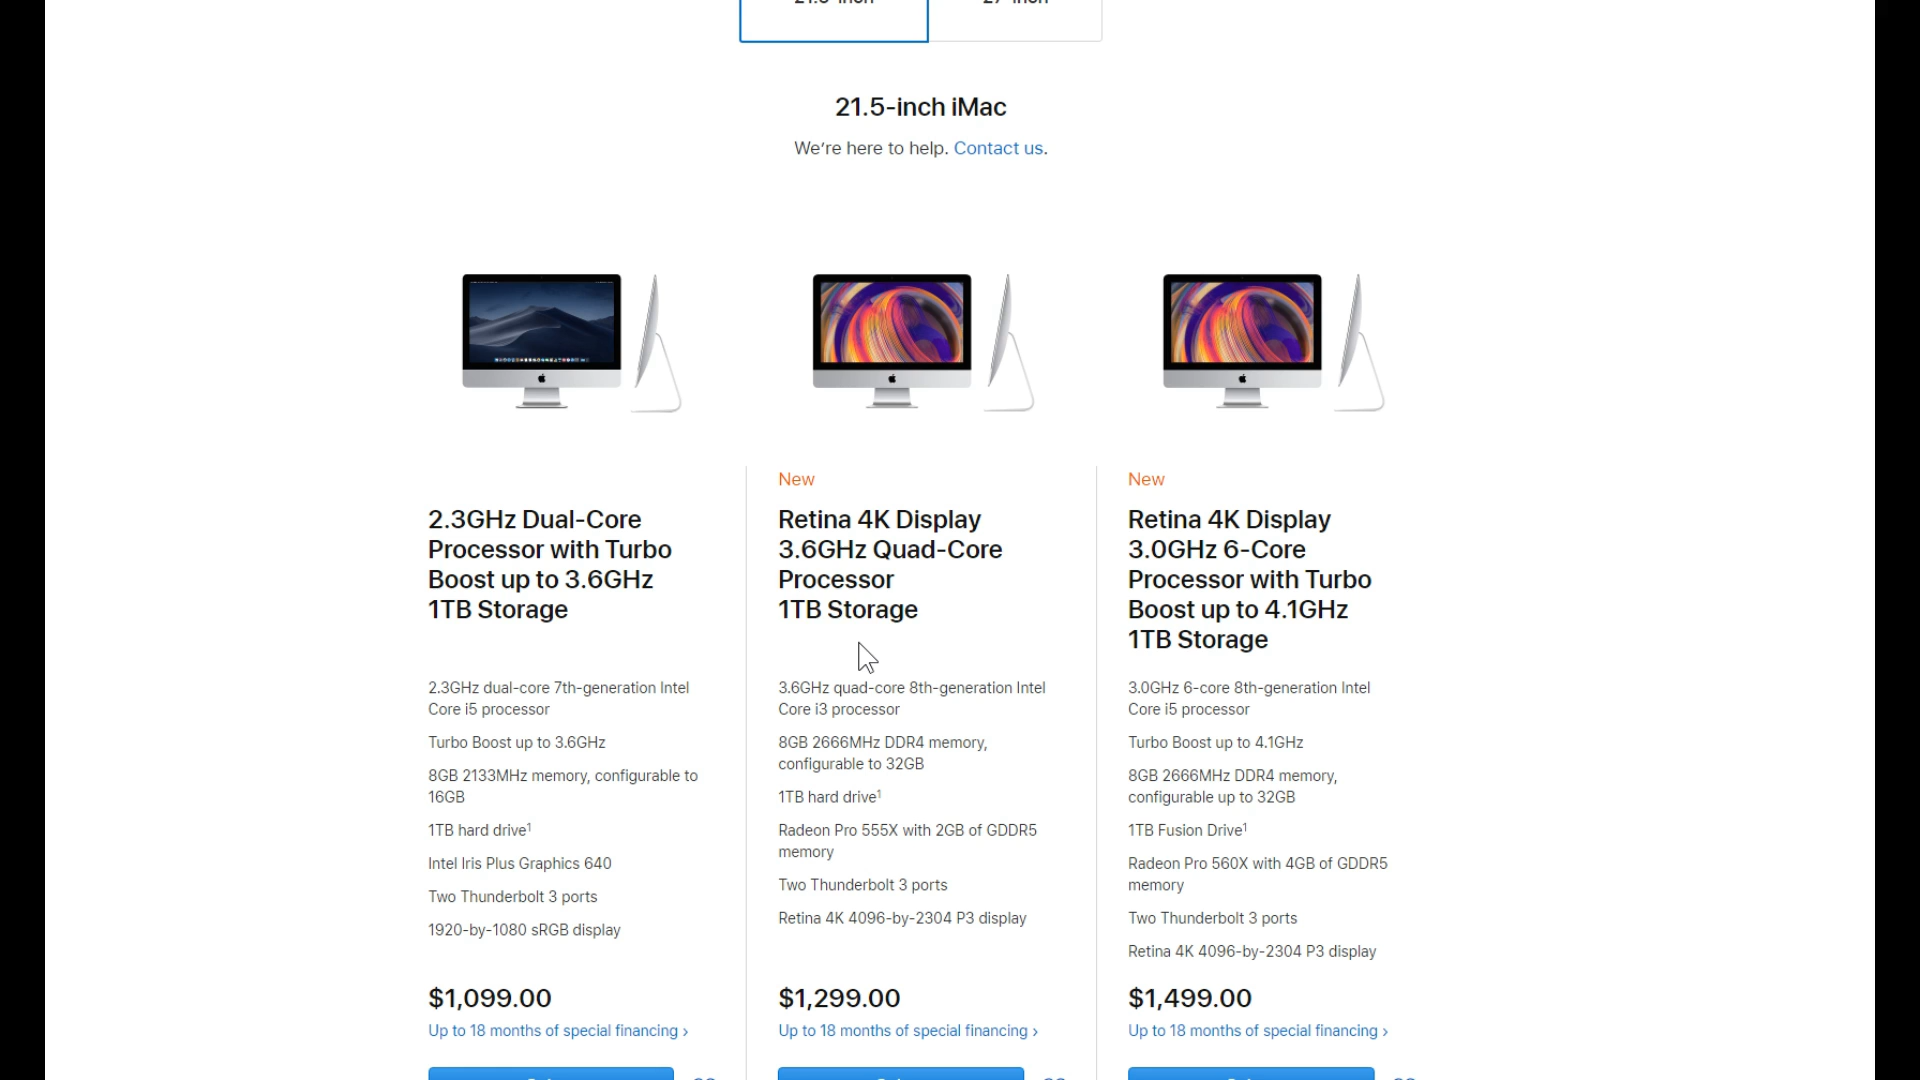 21.5-inch iMac
We're here to help. Contact us.
New
New
2.3GHz Dual-Core
Processor with Turbo
Boost up to 3.6GHz
1TB Storage
Retina 4K Display
3.6GHz Quad-Core
Processor
1TB Storage
Retina 4K Display
3.0GHz 6-Core
Processor with Turbo
Boost up to 4.1GHz
1TB Storage
2.3GHz dual-core 7th-generation Intel
Core i5 processor
Turbo Boost up to 3.6GHz
8GB 2133MHz memory, configurable to
16GB
1TB hard drive¹
Intel Iris Plus Graphics 640
Two Thunderbolt 3 ports
1920-by-1080 sRGB display
3.6GHz quad-core 8th-generation Intel
Core i3 processor
8GB 2666MHz DDR4 memory,
configurable to 32GB
1TB hard drive¹
Radeon Pro 555X with 2GB of GDDR5
memory
Two Thunderbolt 3 ports
Retina 4K 4096-by-2304 P3 display
3.0GHz 6-core 8th-generation Intel
Core i5 processor
Turbo Boost up to 4.1GHz
8GB 2666MHz DDR4 memory,
configurable up to 32GB
1TB Fusion Drive¹
Radeon Pro 560X with 4GB of GDDR5
memory
Two Thunderbolt 3 ports
Retina 4K 4096-by-2304 P3 display
$1,099.00
Up to 18 months of special financing ›
$1,299.00
Up to 18 months of special financing ›
$1,499.00
Up to 18 months of special financing ›